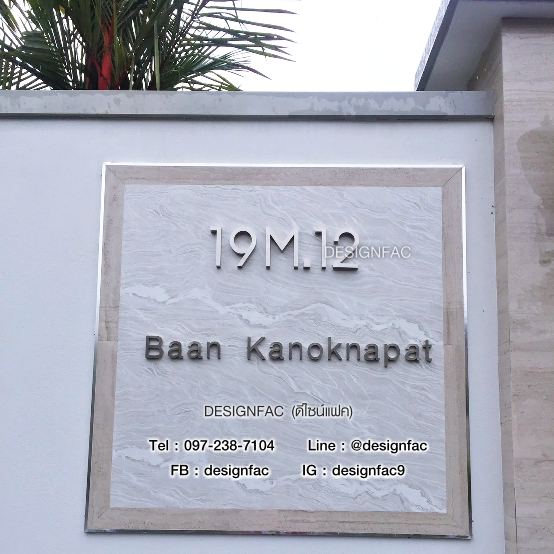 19M.12
DESIGNFAC
Baan Kanoknapat
DESIGNFAC (ดีไซน์แฟค)
Tel : 097-238-7104 Line : @designfac
FB : designfac IG : designfac9